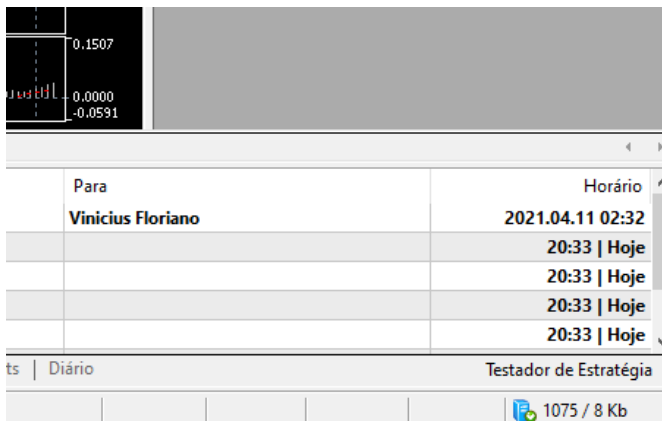 0.1507
0.0000
-0.0591
Para Horário
Vinicius Floriano 2021.04.11 02:32
20:33 | Hoje
20:33 | Hoje
20:33 | Hoje
20:33 | Hoje
ts | Diário Testador de Estratégia
1075 / 8 Kb